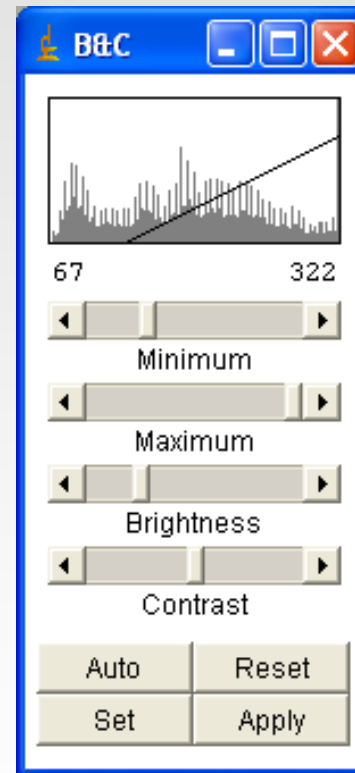 B&C
67 322
Minimum
Maximum
Brightness
Contrast
Auto Reset
Set Apply